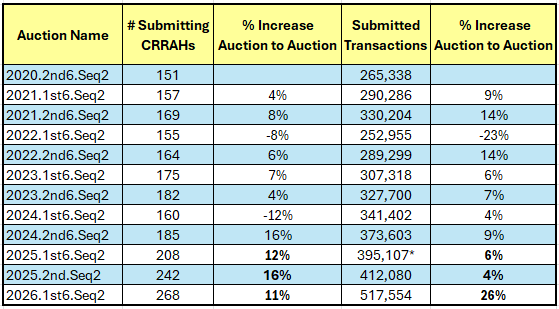 Auction Name # Submitting CRRAHs % Increase Auction to Auction Submitted Transactions % Increase Auction to Auction
2020.2nd6.Seq2 151 265,338
2021.1st6.Seq2 157 4% 290,286 9%
2021.2nd6.Seq2 169 8% 330,204 14%
2022.1st6.Seq2 155 -8% 252,955 -23%
2022.2nd6.Seq2 164 6% 289,299 14%
2023.1st6.Seq2 175 7% 307,318 6%
2023.2nd6.Seq2 182 4% 327,700 7%
2024.1st6.Seq2 160 -12% 341,402 4%
2024.2nd6.Seq2 185 16% 373,603 9%
2025.1st6.Seq2 208 12% 395,107* 6%
2025.2nd.Seq2 242 16% 412,080 4%
2026.1st6.Seq2 268 11% 517,554 26%